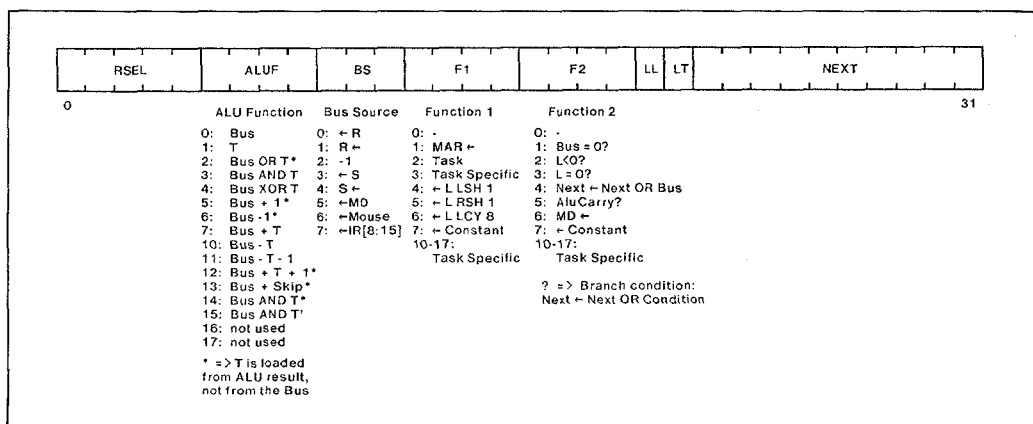 RSEL ALUF BS F1 F2 LL LT NEXT
0 31
ALU Function
0: Bus
1: T
2: Bus OR T*
3: Bus AND T
4: Bus XOR T
5: Bus + 1*
6: Bus -1*
7: Bus + T
10: Bus - T
11: Bus - T - 1
12: Bus + T + 1*
13: Bus + Skip*
14: Bus AND T*
15: Bus AND T'
16: not used
17: not used
* => T is loaded
from ALU result,
not from the Bus
Bus Source
0: ←R
1: R←
2: -1
3: ←S
4: S←
5: ←MD
6: ←Mouse
7: ←IR[8:15]
Function 1
0: -
1: MAR ←
2: Task
3: Task Specific
4: ← L LSH 1
5: ← L RSH 1
6: ← L LCY 8
7: ← Constant
10-17:
Task Specific
Function 2
0: -
1: Bus = 0?
2: L<0?
3: L = 0?
4: Next ← Next OR Bus
5: AluCarry?
6: MD ←
7: ← Constant
10-17:
Task Specific
? => Branch condition:
Next ← Next OR Condition